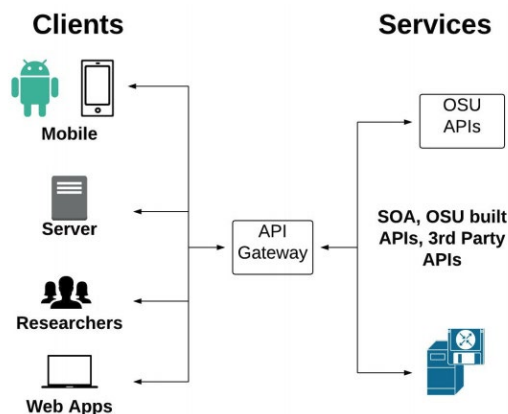 Clients
Services
Mobile
Server
Researchers
Web Apps
API
Gateway
OSU
APIs
SOA, OSU built
APIs, 3rd Party
APIs